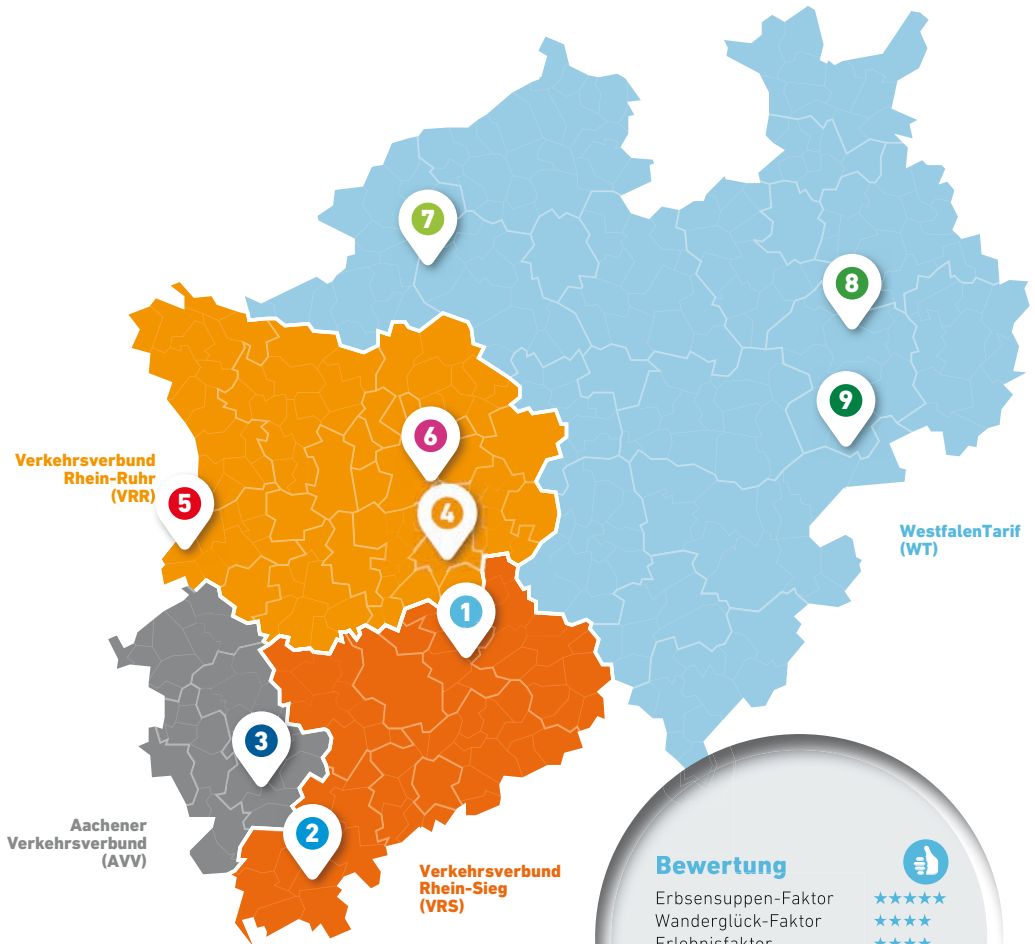 7
8
9
6
Verkehrsverbund
Rhein-Ruhr
(VRR)
5
4
WestfalenTarif
(WT)
1
3
Aachener
Verkehrsverbund
(AVV)
2
Verkehrsverbund
Rhein-Sieg
(VRS)
Bewertung
Erbsensuppen-Faktor ★★★★★
Wanderglück-Faktor ★★★★
Erlebnisfaktor ★★★★